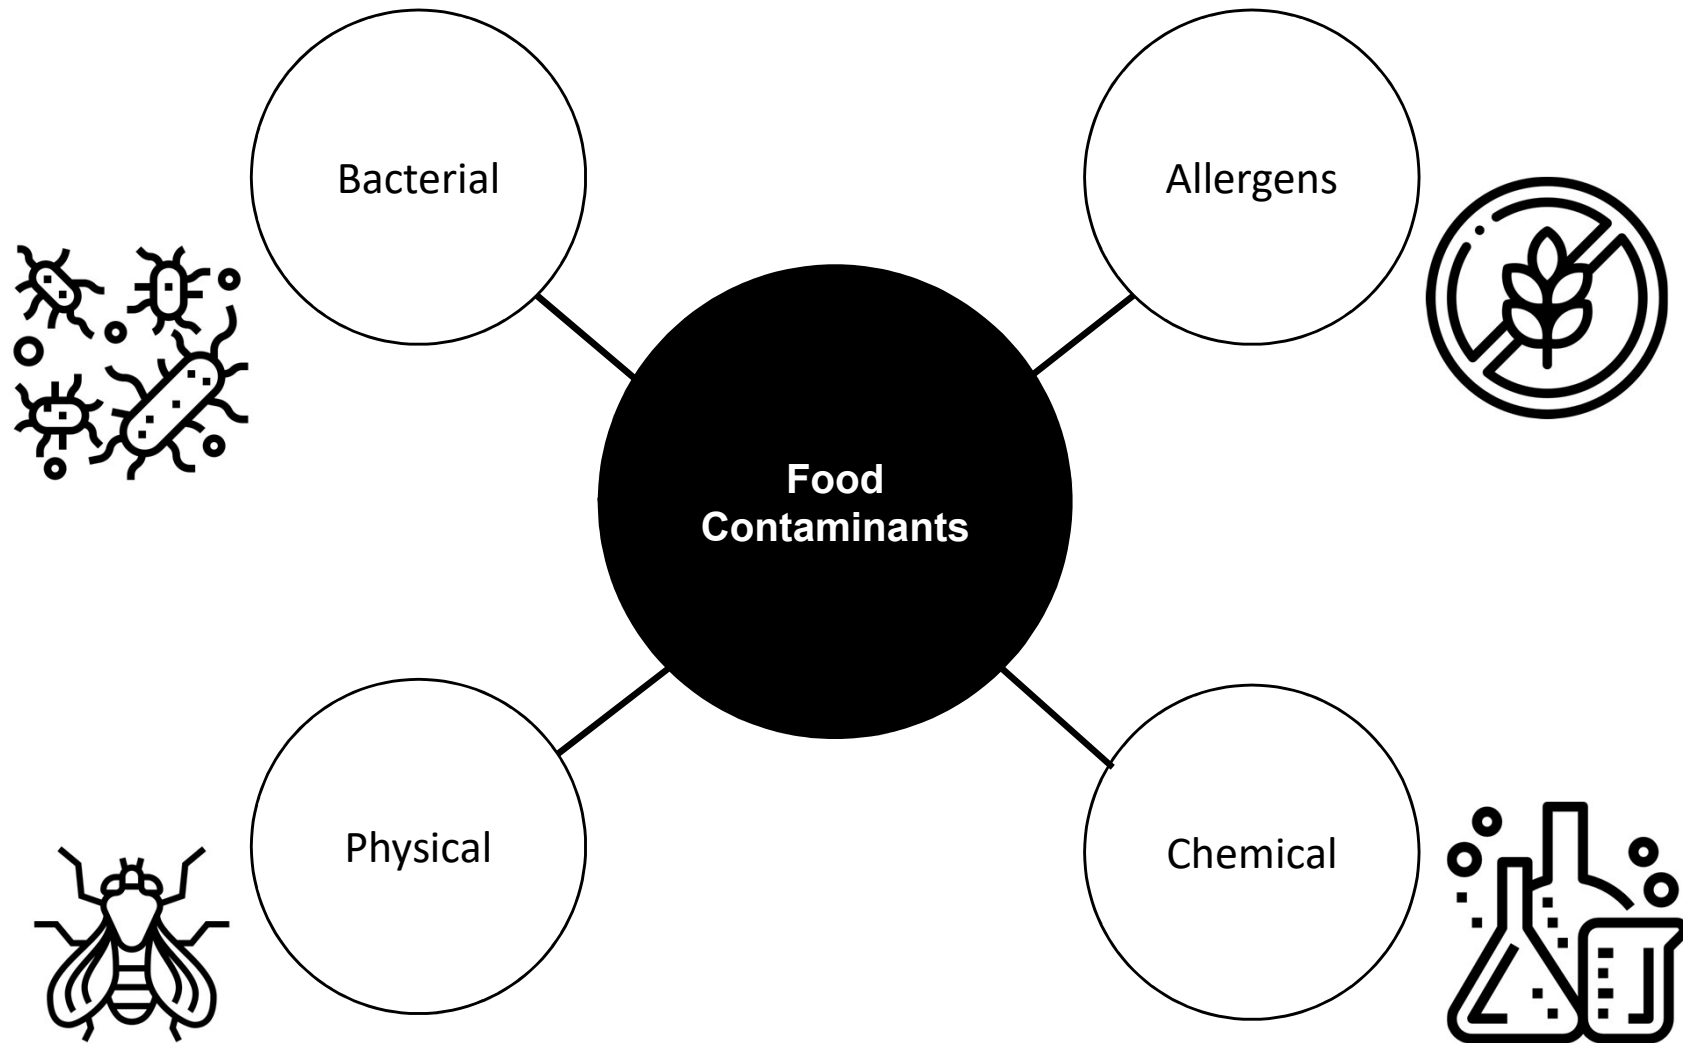 Bacterial
Allergens
Food
Contaminants
Physical
Chemical